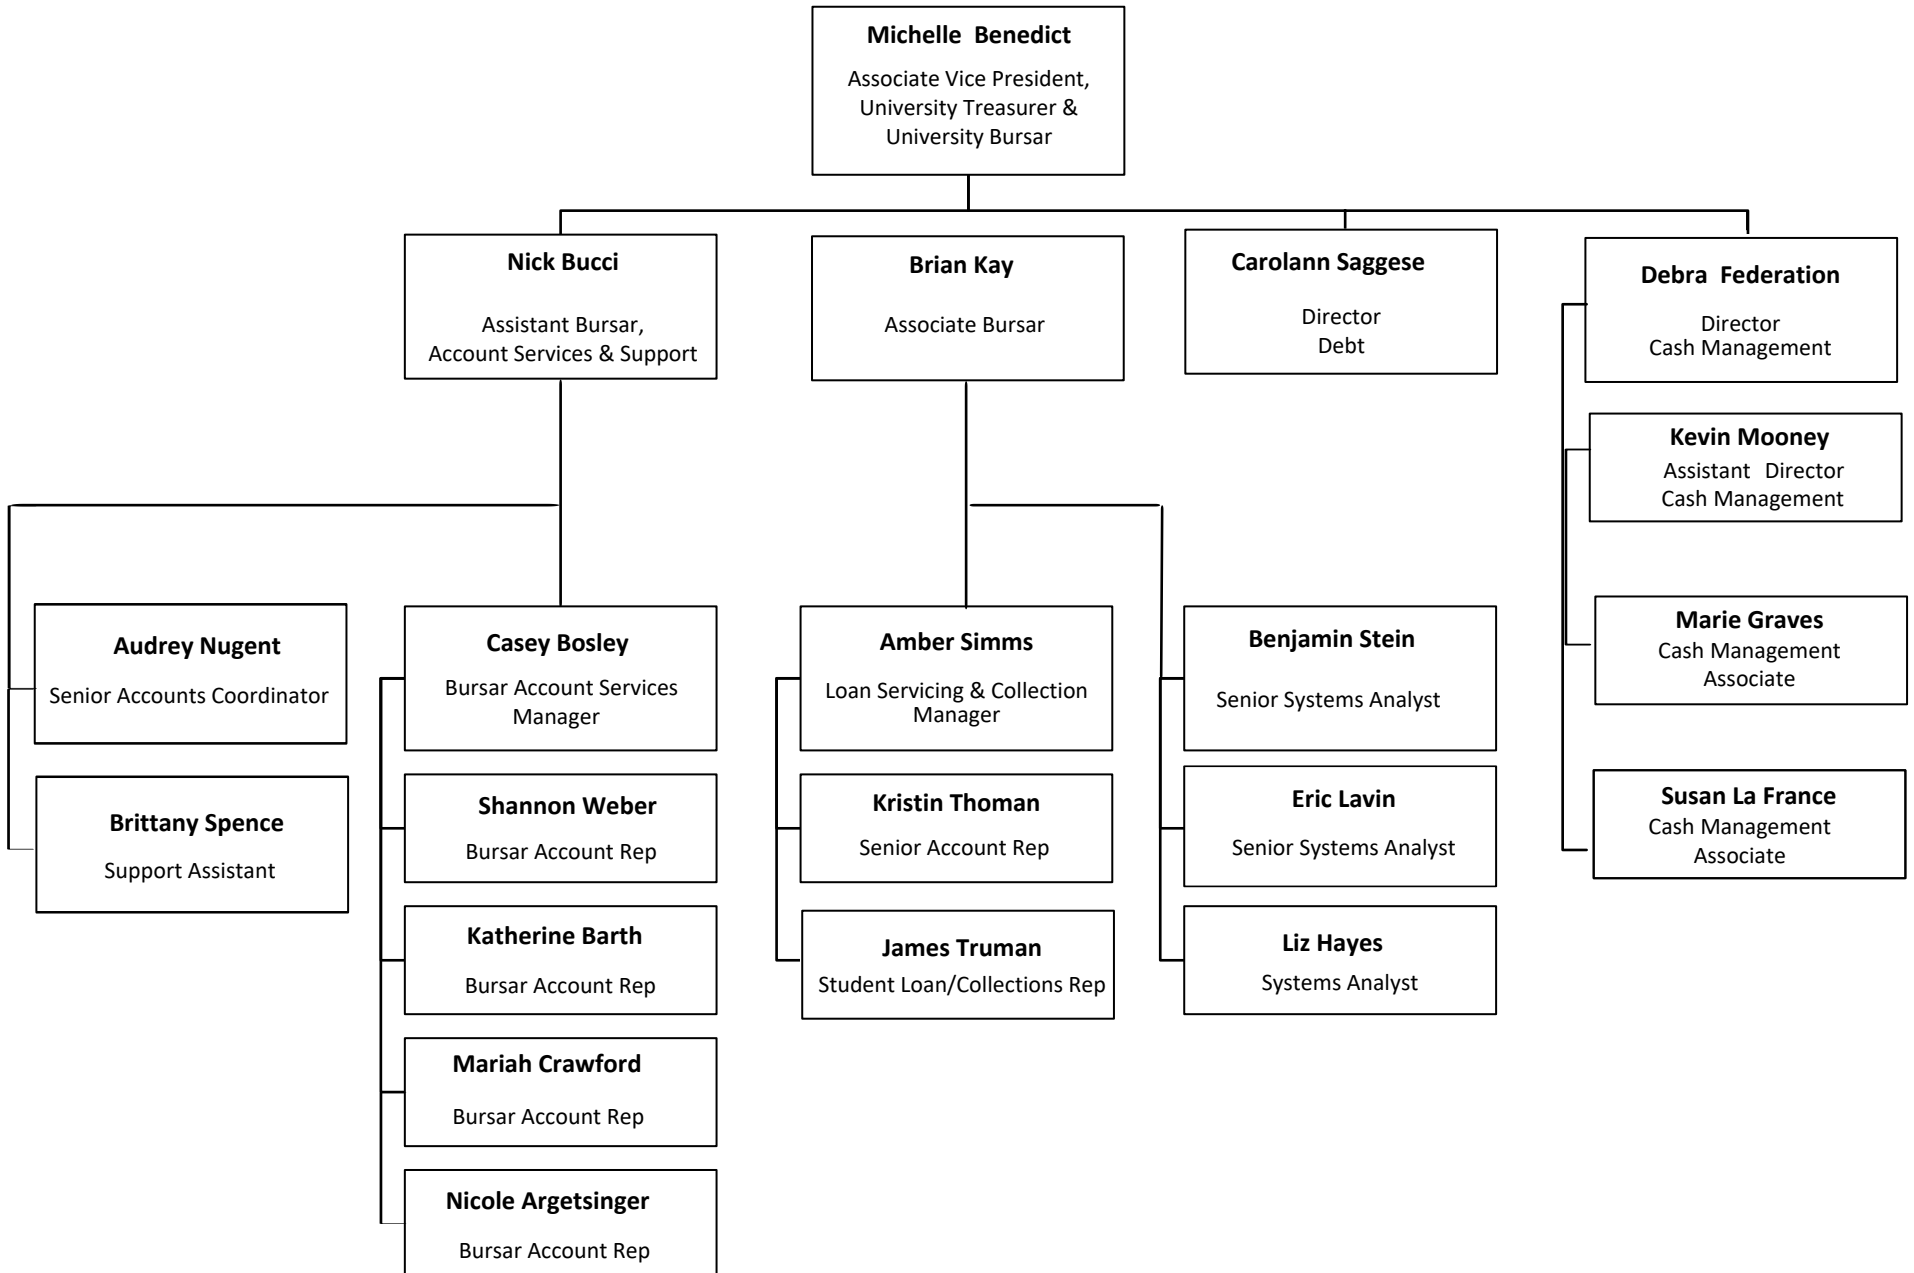 Michelle Benedict
Associate Vice President,
University Treasurer &
University Bursar
Nick Bucci
Assistant Bursar,
Account Services & Support
Brian Kay
Associate Bursar
Carolann Saggese
Director
Debt
Debra Federation
Director
Cash Management
Kevin Mooney
Assistant Director
Cash Management
Marie Graves
Cash Management
Associate
Susan La France
Cash Management
Associate
Audrey Nugent
Senior Accounts Coordinator
Brittany Spence
Support Assistant
Casey Bosley
Bursar Account Services
Manager
Shannon Weber
Bursar Account Rep
Katherine Barth
Bursar Account Rep
Mariah Crawford
Bursar Account Rep
Nicole Argetsinger
Bursar Account Rep
Amber Simms
Loan Servicing & Collection
Manager
Kristin Thoman
Senior Account Rep
James Truman
Student Loan/Collections Rep
Benjamin Stein
Senior Systems Analyst
Eric Lavin
Senior Systems Analyst
Liz Hayes
Systems Analyst